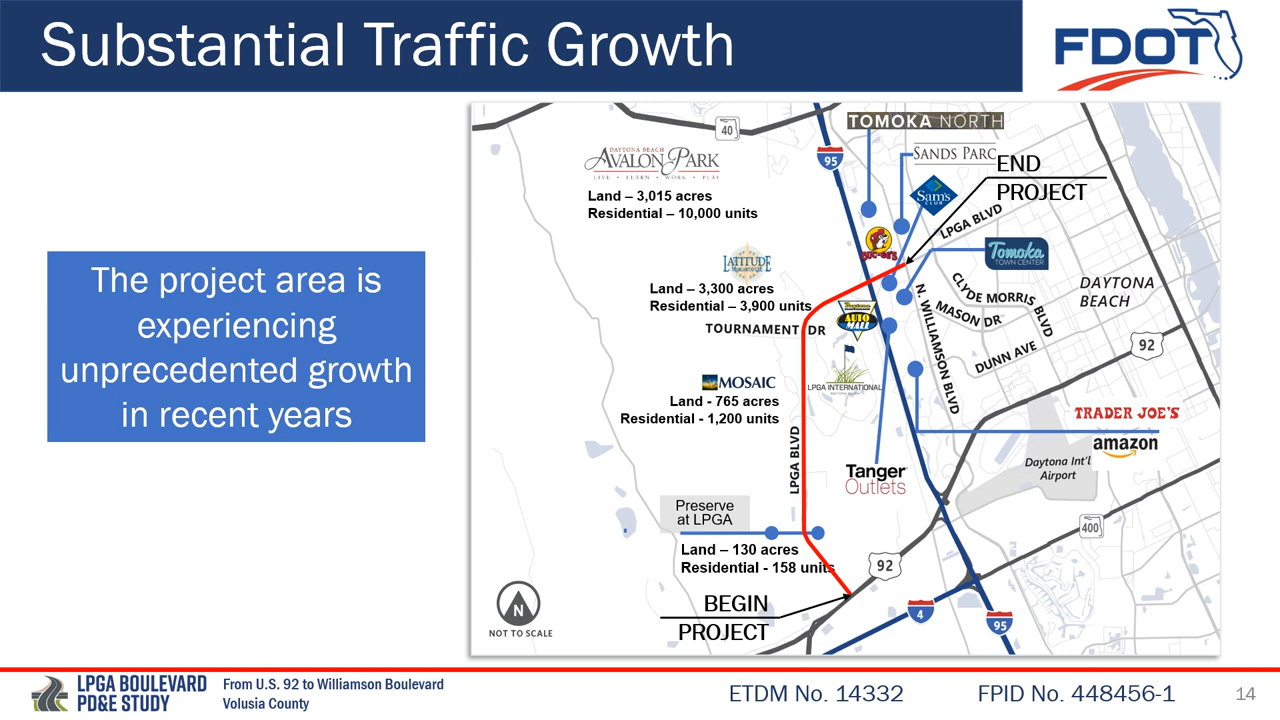 Substantial Traffic Growth
FDOT
The project area is
experiencing
unprecedented growth
in recent years
40
95
TOMOKA NORTH
SANDS PARC
END
PROJECT
DAYTONA BEACH
AVALON PARK
LIVE • LEARN • WORK • PLAY
Land – 3,015 acres
Residential – 10,000 units
Sam's
CLUB
LPGA BLVD
BUC-EE'S
Tomoka
TOWN CENTER
LATITUDE
Land – 3,300 acres
Residential – 3,900 units
CLYDE MORRIS BLVD
DAYTONA
BEACH
MASON DR
N. WILLIAMSON BLVD
Daytona
AUTO
MALL
TOURNAMENT DR
DUNN AVE
92
LPGA INTERNATIONAL
MOSAIC
Land - 765 acres
Residential - 1,200 units
TRADER JOE'S
amazon
LPGA BLVD
Tanger
Outlets
Daytona Int'l
Airport
Preserve
at LPGA
400
Land – 130 acres
Residential - 158 units
92
BEGIN
PROJECT
4
95
N
NOT TO SCALE
LPGA BOULEVARD
PD&E STUDY
From U.S. 92 to Williamson Boulevard
Volusia County
ETDM No. 14332
FPID No. 448456-1
14